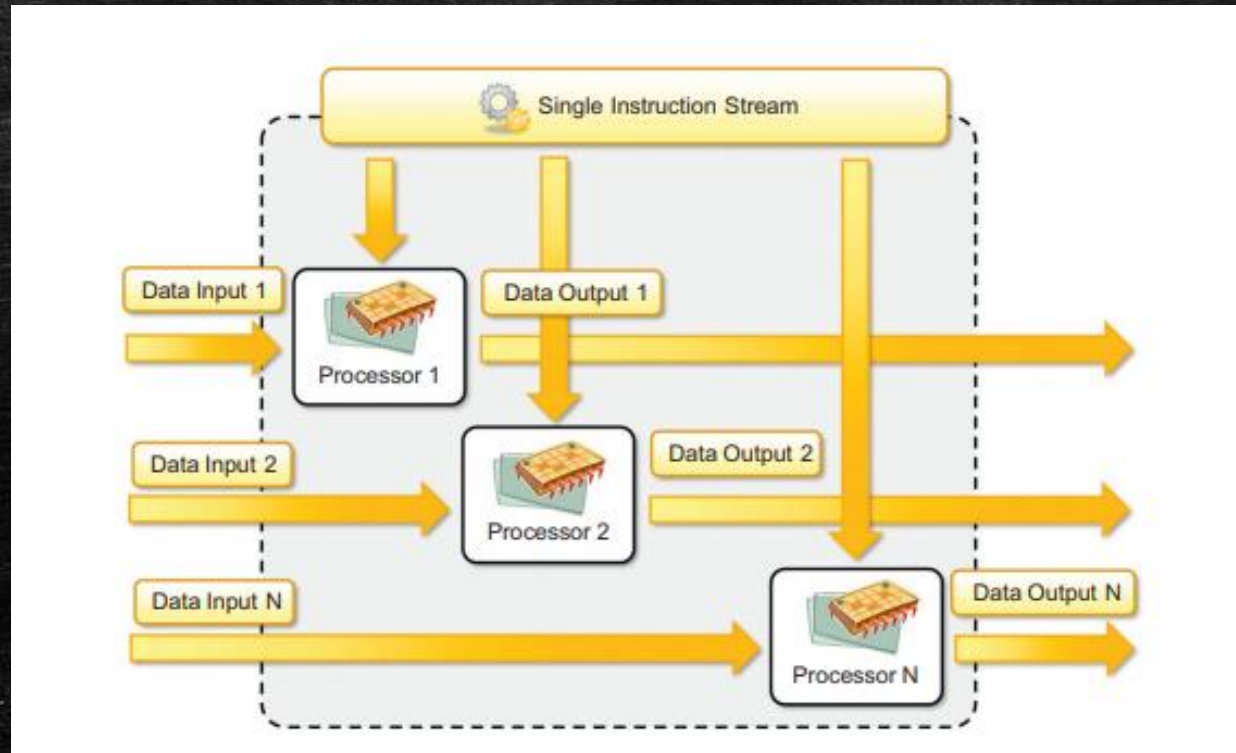 Single Instruction Stream
Data Input 1
Data Output 1
Processor 1
Data Input 2
Data Output 2
Processor 2
Data Input N
Data Output N
Processor N